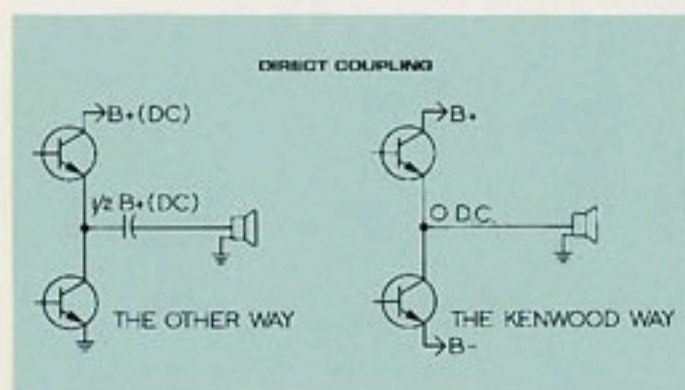 DIRECT COUPLING
B+(DC)
1/2 B+(DC)
THE OTHER WAY
B+
O D.C.
THE KENWOOD WAY
B-